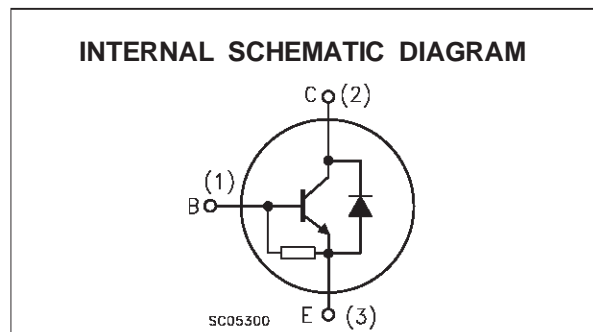 INTERNAL SCHEMATIC DIAGRAM
C (2)
(1)
B
E (3)
SC05300